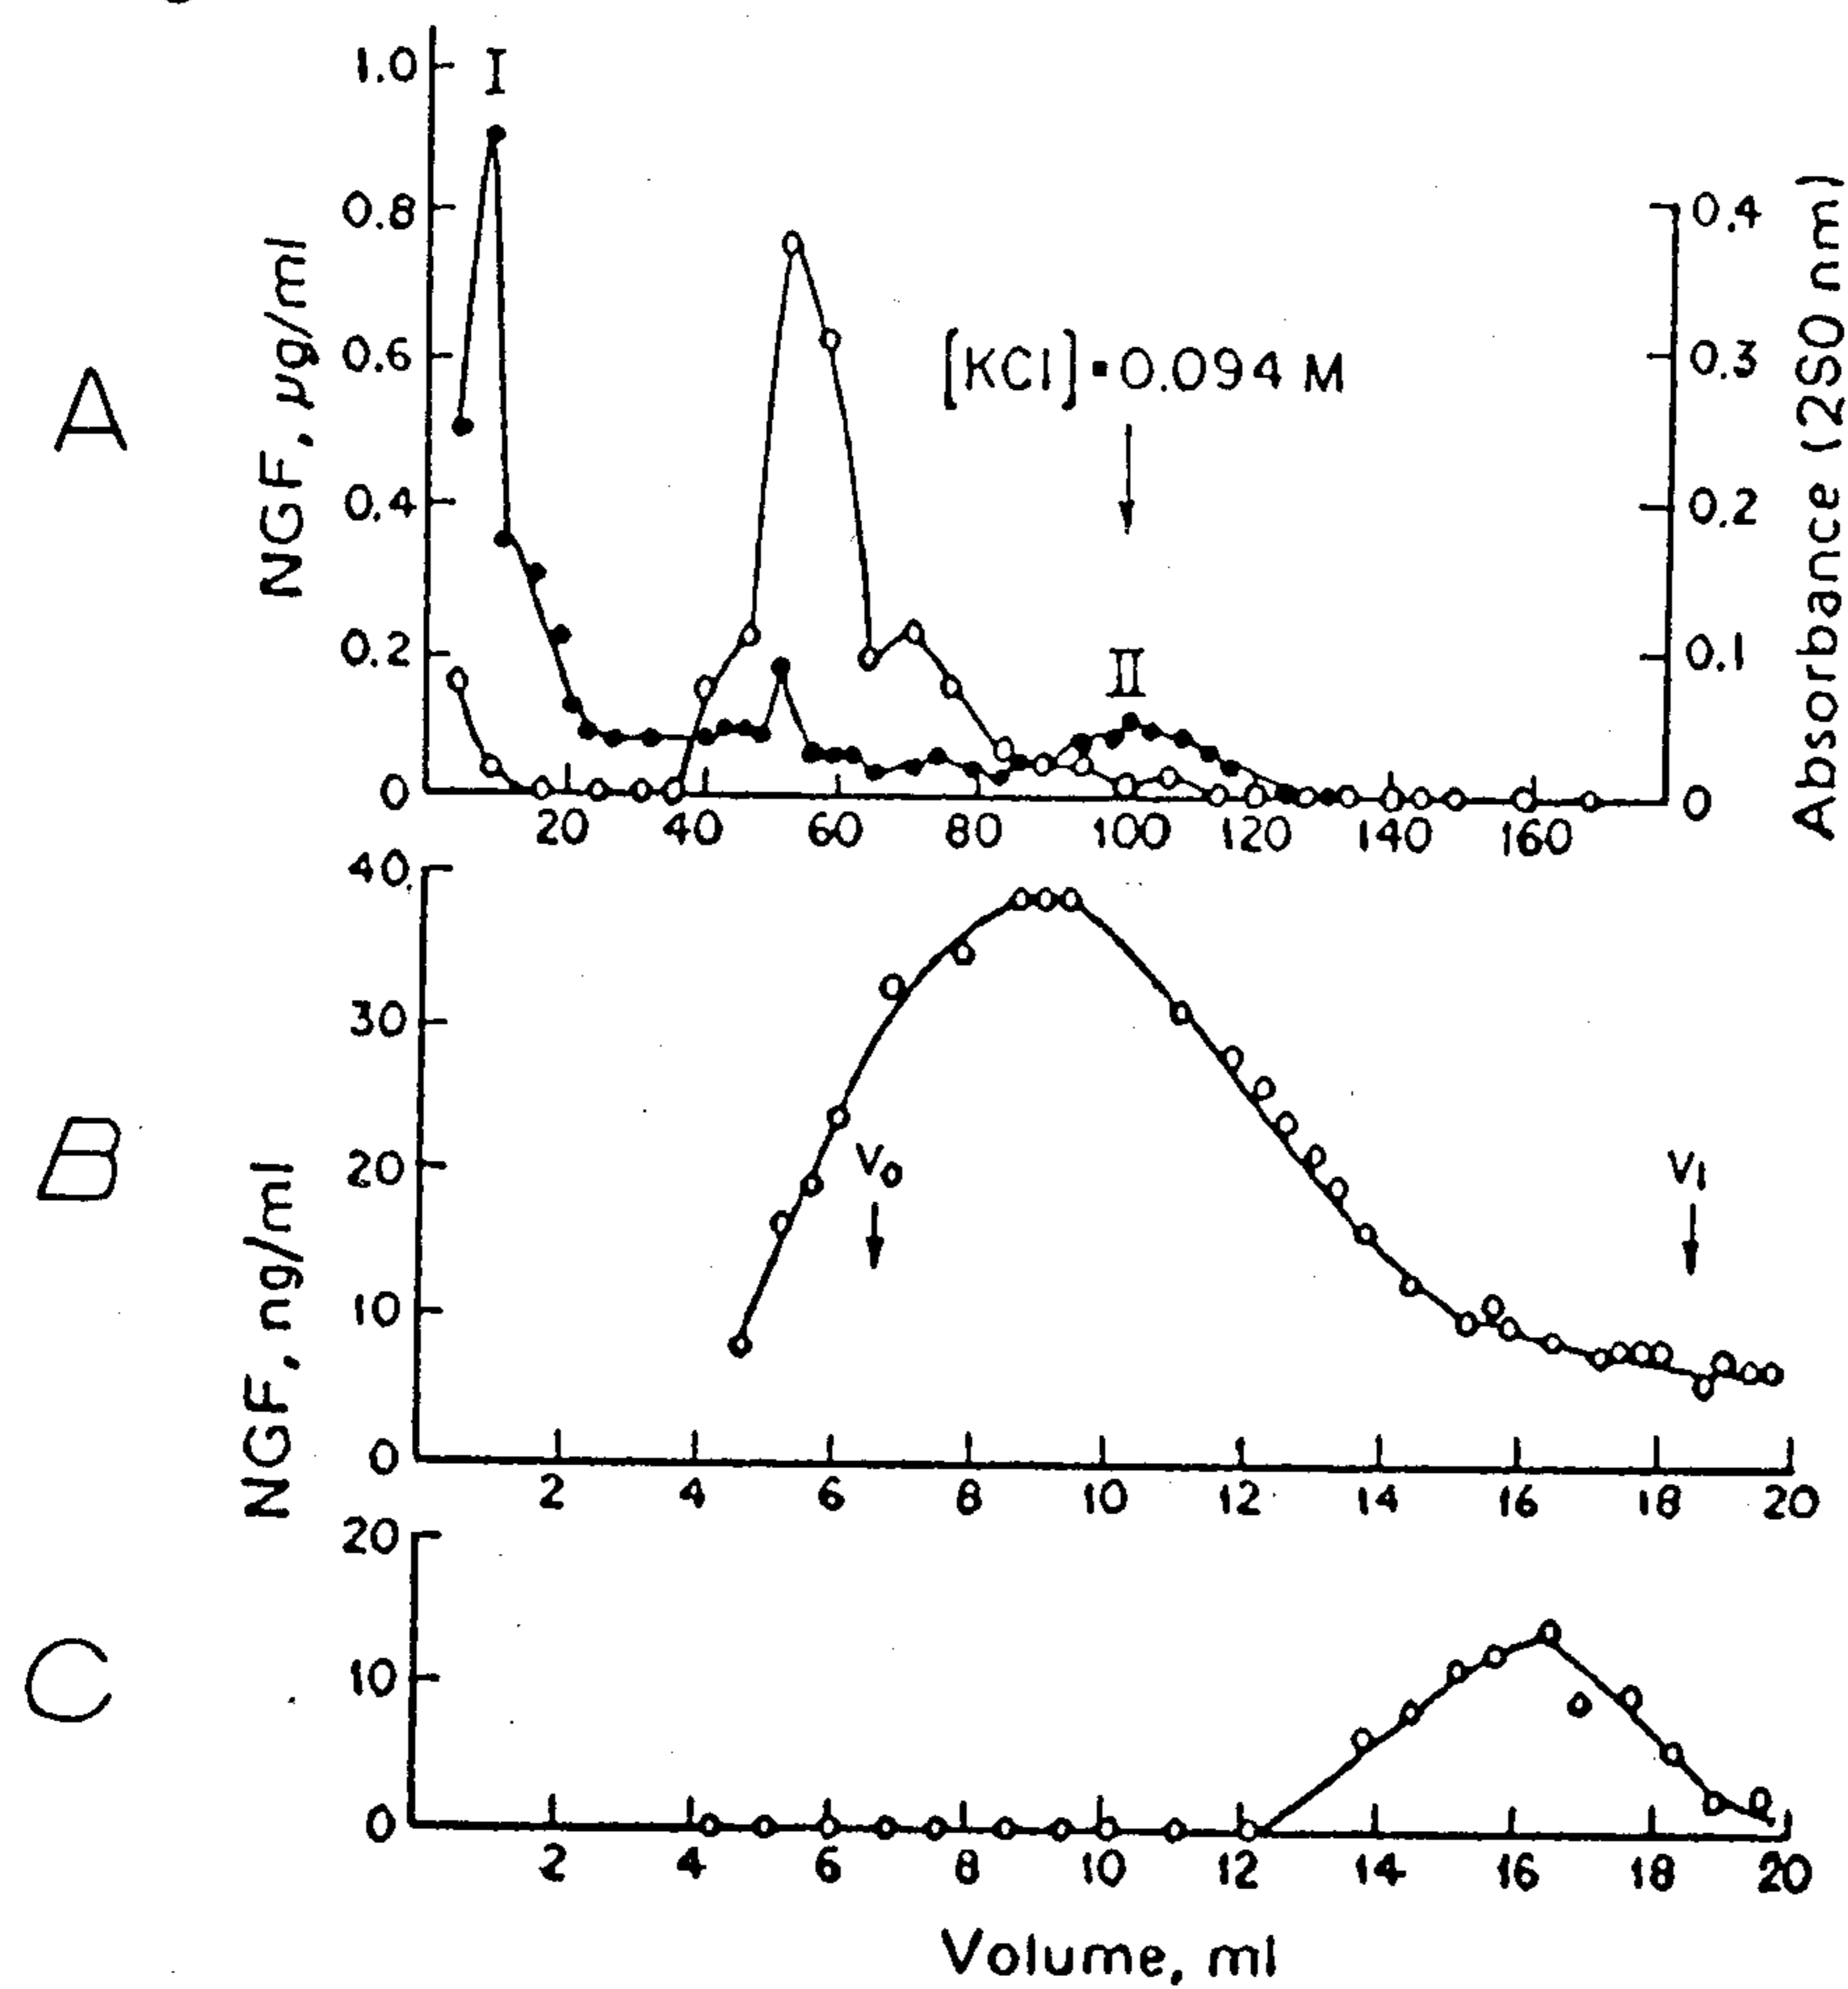 A
NGF, µg/ml
1.0
0.8
0.6
0.4
0.2
0
I
[KCl]=0.094 M
II
0.4
0.3
0.2
0.1
0
Absorbance (2S0 nm)
20 40 60 80 100 120 140 160
B
NGF, ng/ml
40
30
20
10
0
Vo
V1
2 4 6 8 10 12 14 16 18 20
C
20
10
0
2 4 6 8 10 12 14 16 18 20
Volume, ml